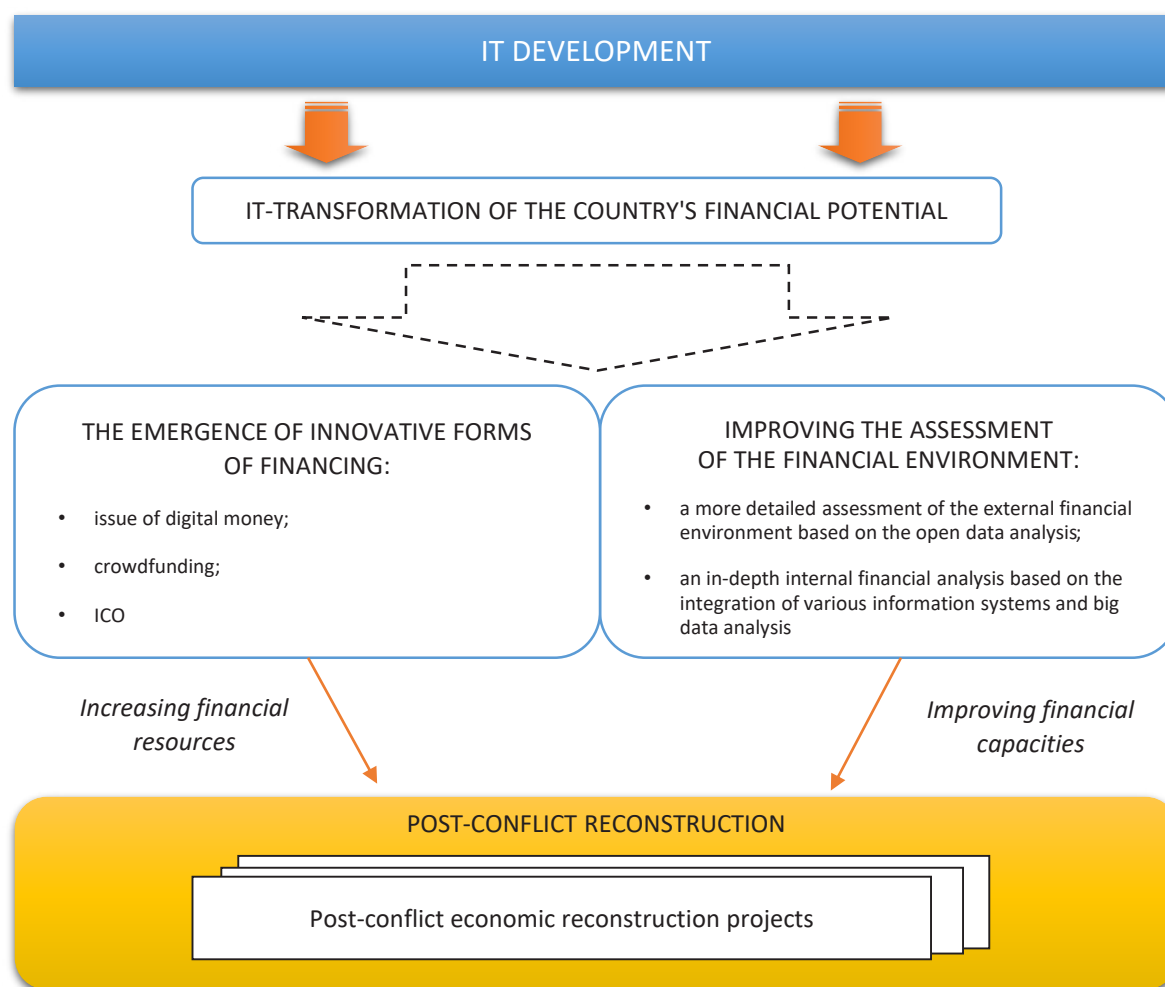 IT DEVELOPMENT
IT-TRANSFORMATION OF THE COUNTRY'S FINANCIAL POTENTIAL
THE EMERGENCE OF INNOVATIVE FORMS
OF FINANCING:
• issue of digital money;
• crowdfunding;
• ICO
IMPROVING THE ASSESSMENT
OF THE FINANCIAL ENVIRONMENT:
• a more detailed assessment of the external financial
environment based on the open data analysis;
• an in-depth internal financial analysis based on the
integration of various information systems and big
data analysis
Increasing financial
resources
Improving financial
capacities
POST-CONFLICT RECONSTRUCTION
Post-conflict economic reconstruction projects